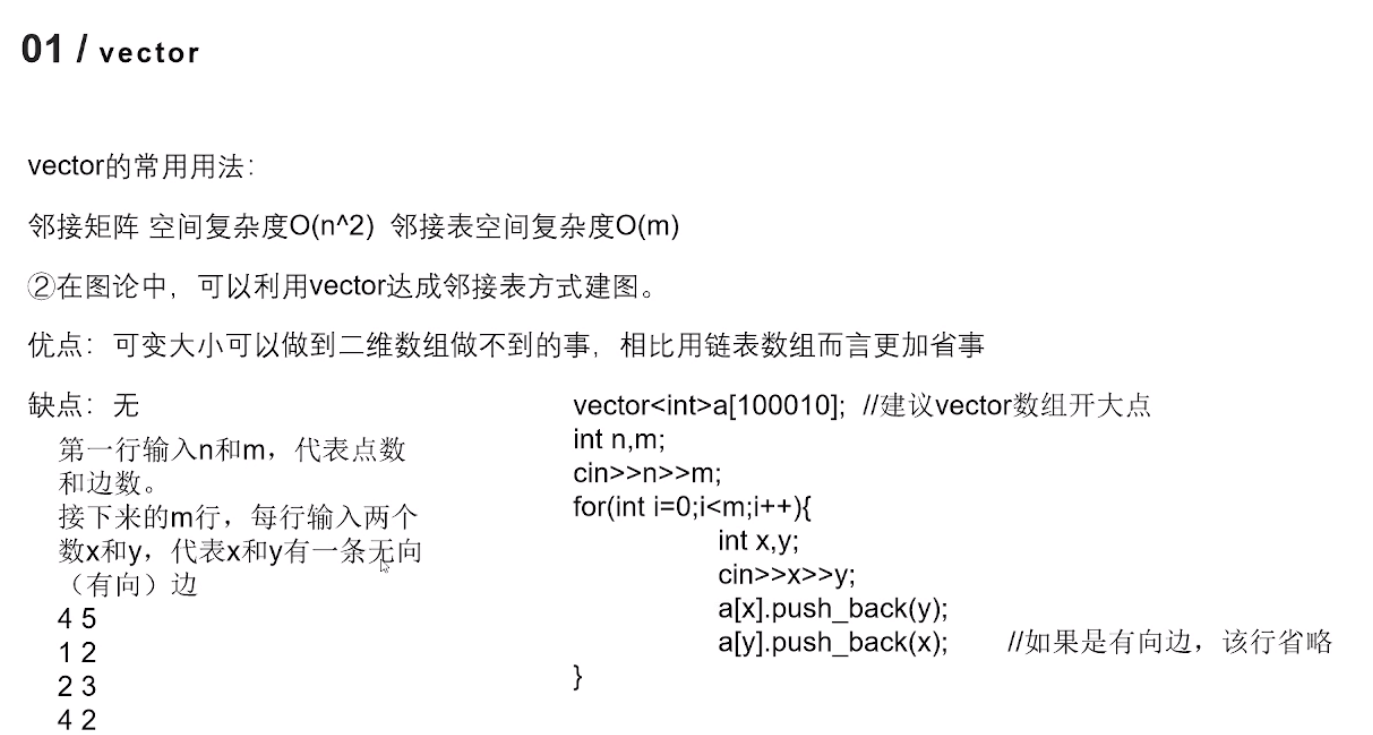 01 / vector
vector的常用用法：
邻接矩阵 空间复杂度O(n^2) 邻接表空间复杂度O(m)
②在图论中，可以利用vector达成邻接表方式建图。
优点：可变大小可以做到二维数组做不到的事，相比用链表数组而言更加省事
缺点：无
第一行输入n和m，代表点数
和边数。
接下来的m行，每行输入两个
数x和y，代表x和y有一条无向
（有向）边
4 5
1 2
2 3
4 2
vector<int>a[100010]; //建议vector数组开大点
int n,m;
cin>>n>>m;
for(int i=0;i<m;i++){
int x,y;
cin>>x>>y;
a[x].push_back(y);
a[y].push_back(x); //如果是有向边，该行省略
}